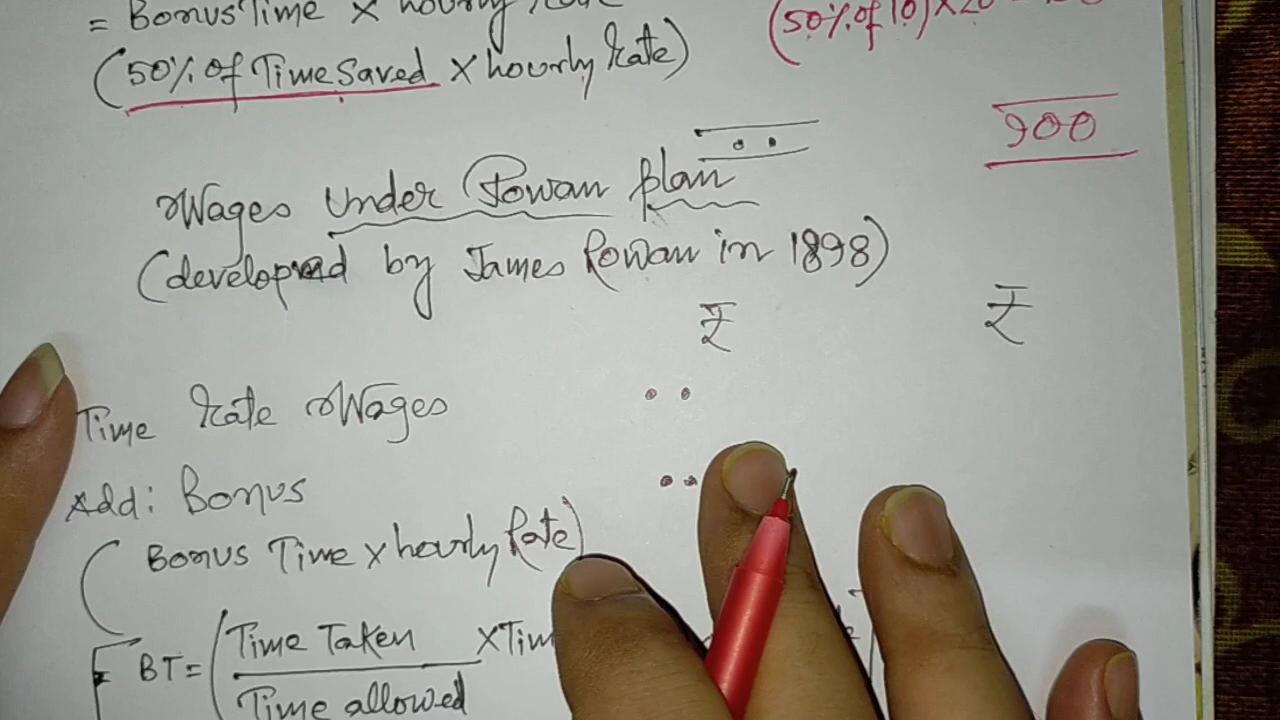 = Bonus Time × hourly rate
(50% of Time Saved × hourly Rate)
(50% of 10) × 20
900
Wages Under Rowan plan
(developed by James Rowan in 1898)
₹ ₹
Time Rate Wages
Add: Bonus
(Bonus Time × hourly Rate)
BT = (Time Taken × Tim
Time allowed